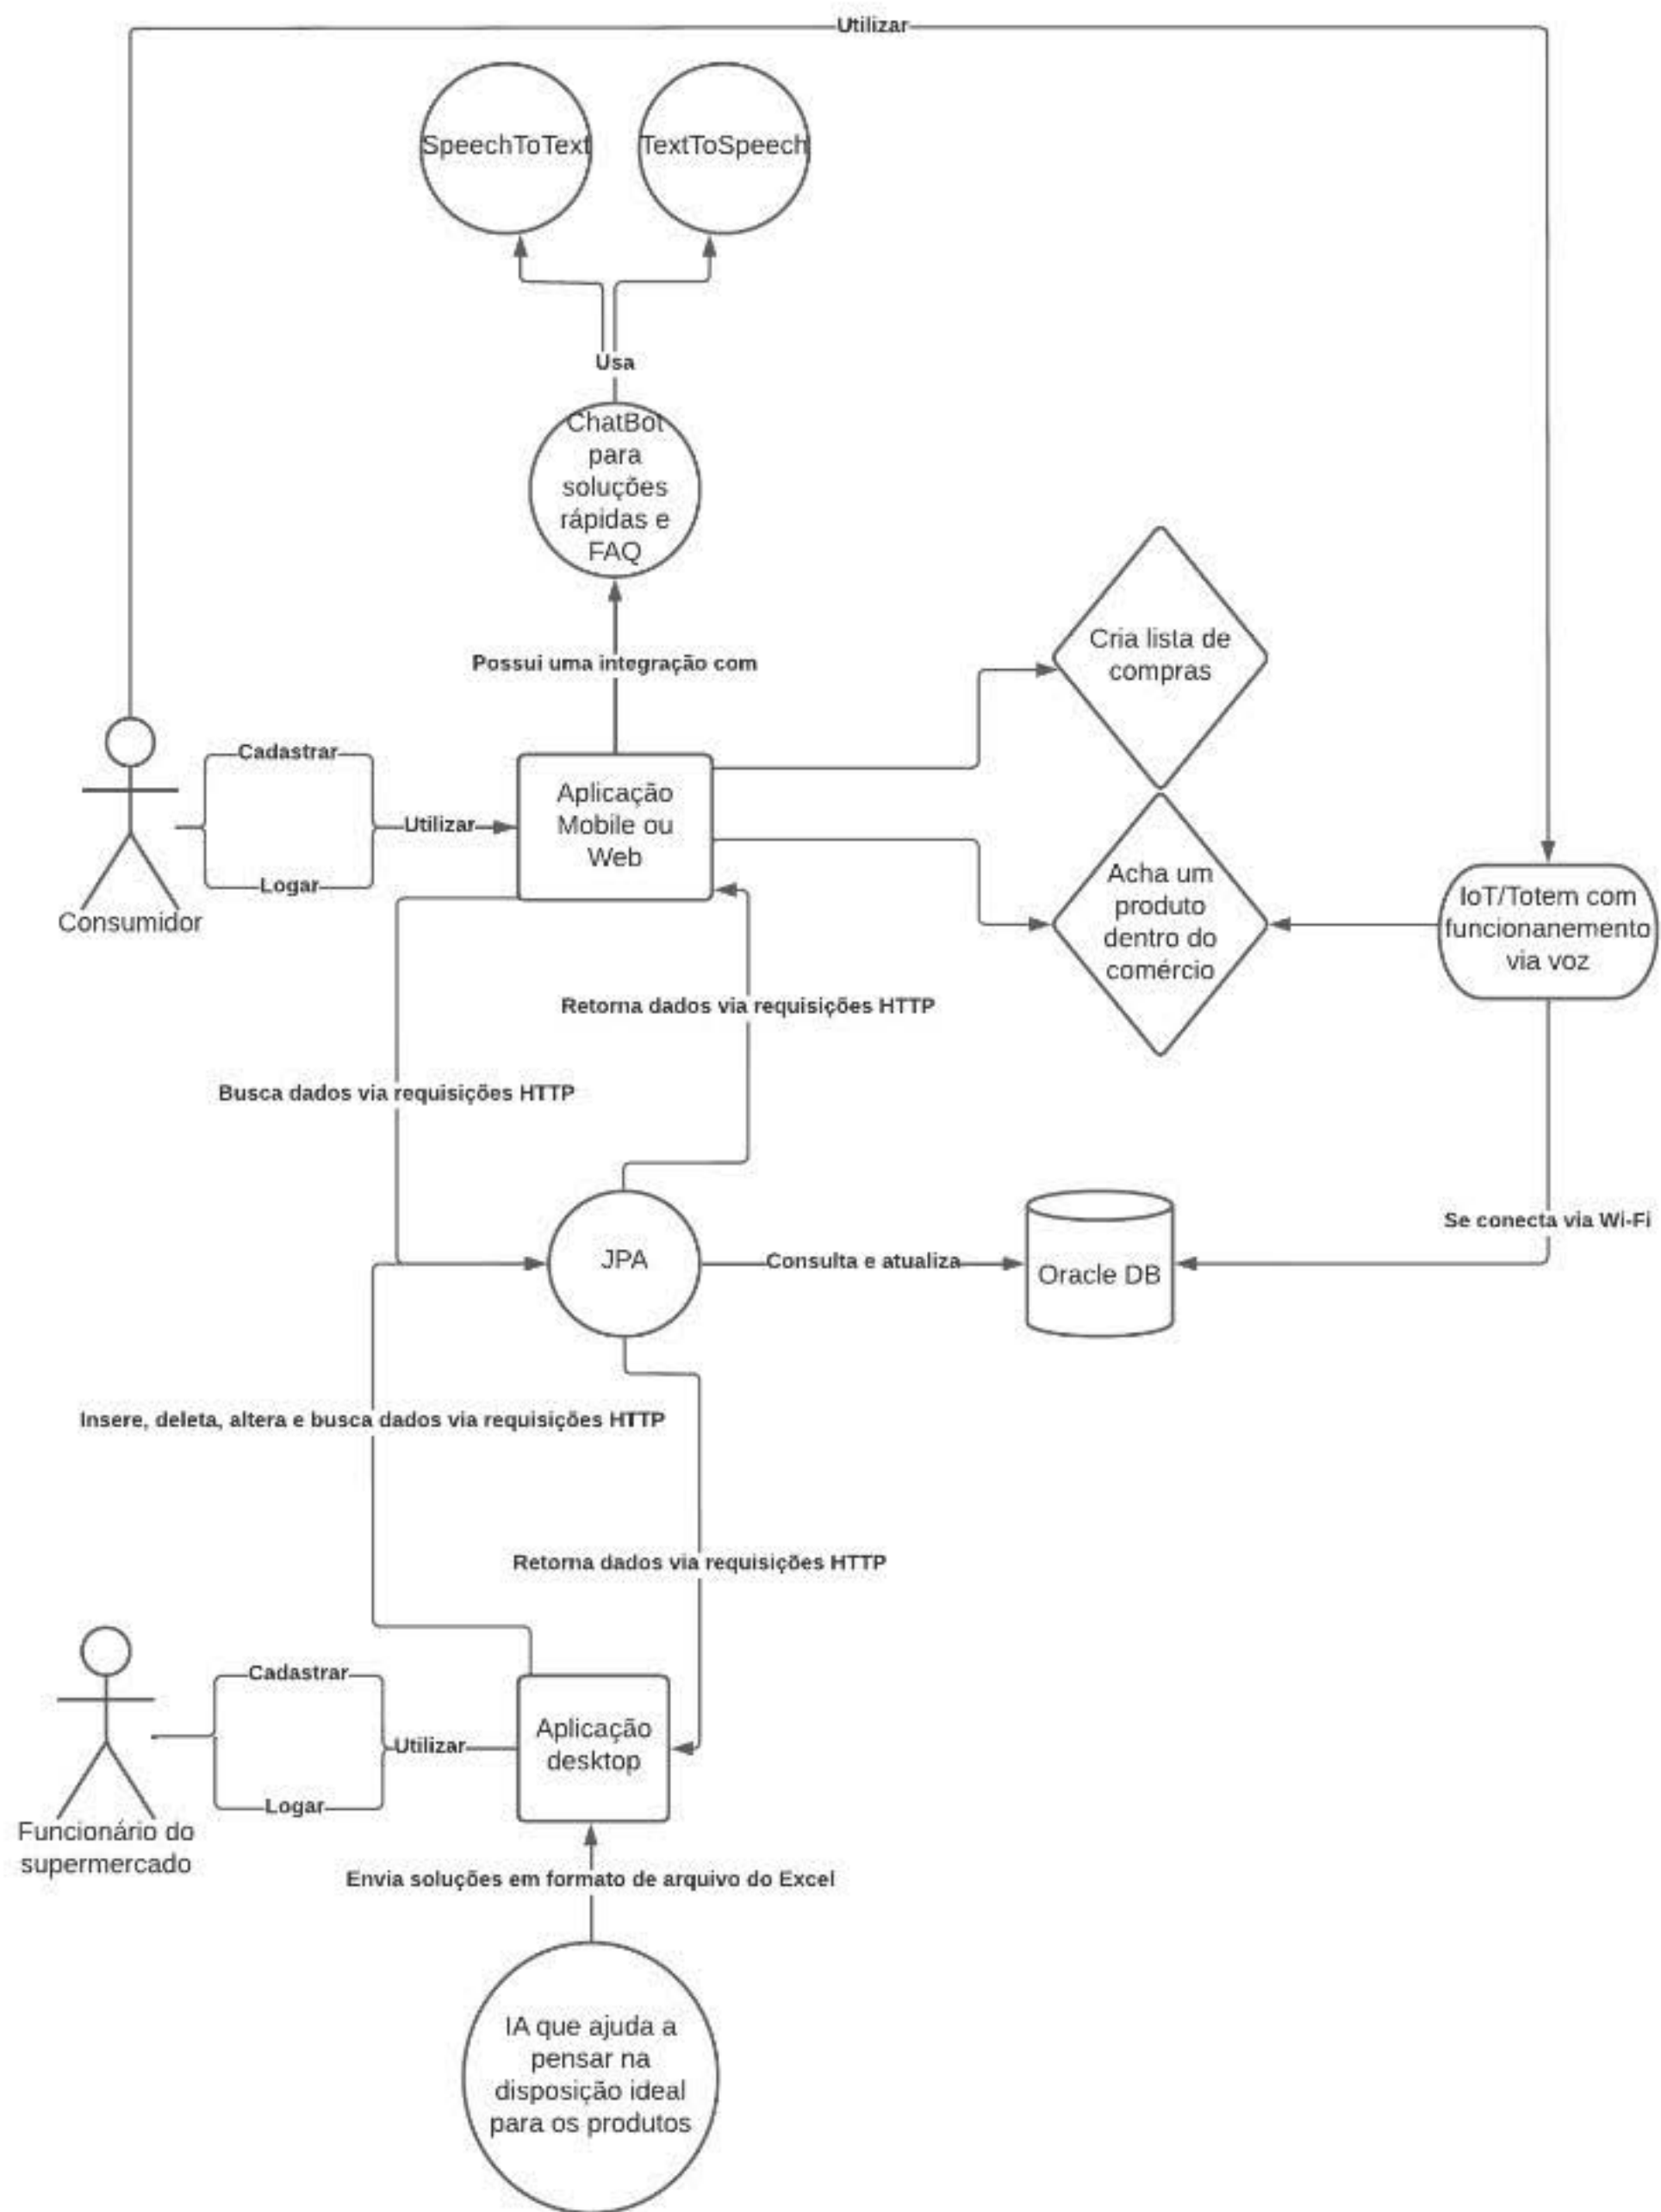 Utilizar
SpeechToText
TextToSpeech
Usa
ChatBot
para
soluções
rápidas e
FAQ
Possui uma integração com
Cria lista de
compras
Cadastrar
Utilizar
Logar
Consumidor
Aplicação
Mobile ou
Web
Acha um
produto
dentro do
comércio
IoT/Totem com
funcionanemento
via voz
Retorna dados via requisições HTTP
Busca dados via requisições HTTP
Se conecta via Wi-Fi
JPA
Consulta e atualiza
Oracle DB
Insere, deleta, altera e busca dados via requisições HTTP
Retorna dados via requisições HTTP
Cadastrar
Utilizar
Logar
Funcionário do
supermercado
Aplicação
desktop
Envia soluções em formato de arquivo do Excel
IA que ajuda a
pensar na
disposição ideal
para os produtos